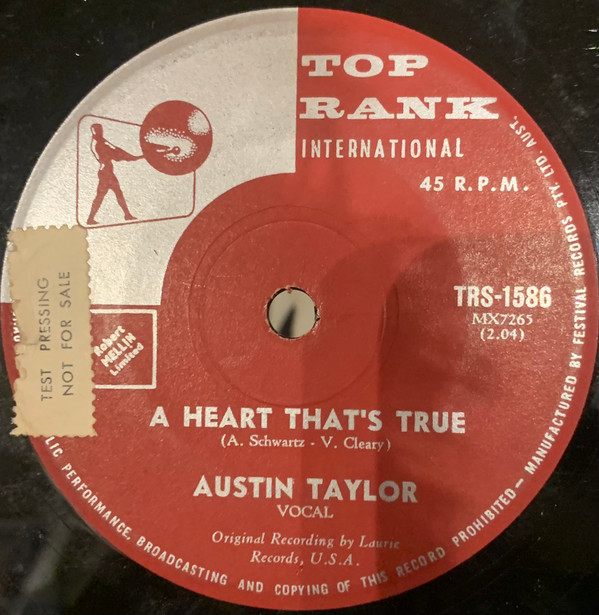 TOP
RANK
INTERNATIONAL
45 R.P.M.
TRS-1586
MX7265
(2.04)
Robert
MELLIN
Limited
TEST PRESSING
NOT FOR SALE
A HEART THAT'S TRUE
(A. Schwartz - V. Cleary)
AUSTIN TAYLOR
VOCAL
Original Recording by Laurie
Records, U.S.A.
PERFORMANCE, BROADCASTING AND COPYING OF THIS RECORD PROHIBITED — MANUFACTURED BY FESTIVAL RECORDS PTY. LTD. AUST.